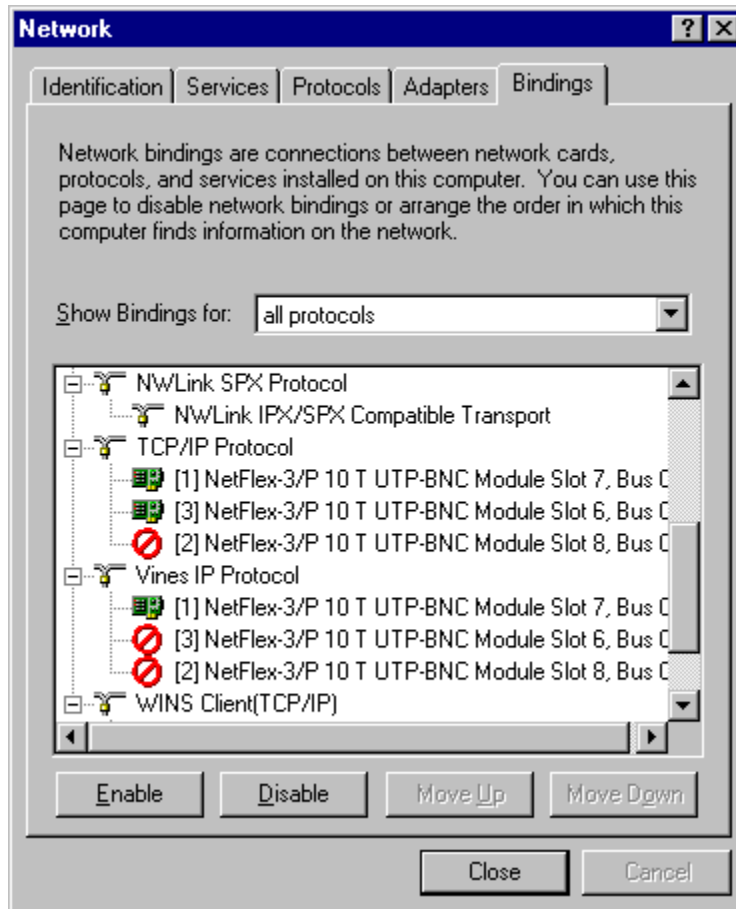 Network
Identification Services Protocols Adapters Bindings
Network bindings are connections between network cards,
protocols, and services installed on this computer. You can use this
page to disable network bindings or arrange the order in which this
computer finds information on the network.
Show Bindings for: all protocols
NWLink SPX Protocol
NWLink IPX/SPX Compatible Transport
TCP/IP Protocol
[1] NetFlex-3/P 10 T UTP-BNC Module Slot 7, Bus
[3] NetFlex-3/P 10 T UTP-BNC Module Slot 6, Bus
[2] NetFlex-3/P 10 T UTP-BNC Module Slot 8, Bus
Vines IP Protocol
[1] NetFlex-3/P 10 T UTP-BNC Module Slot 7, Bus
[3] NetFlex-3/P 10 T UTP-BNC Module Slot 6, Bus
[2] NetFlex-3/P 10 T UTP-BNC Module Slot 8, Bus
WINS Client(TCP/IP)
Enable Disable Move Up Move Down
Close Cancel